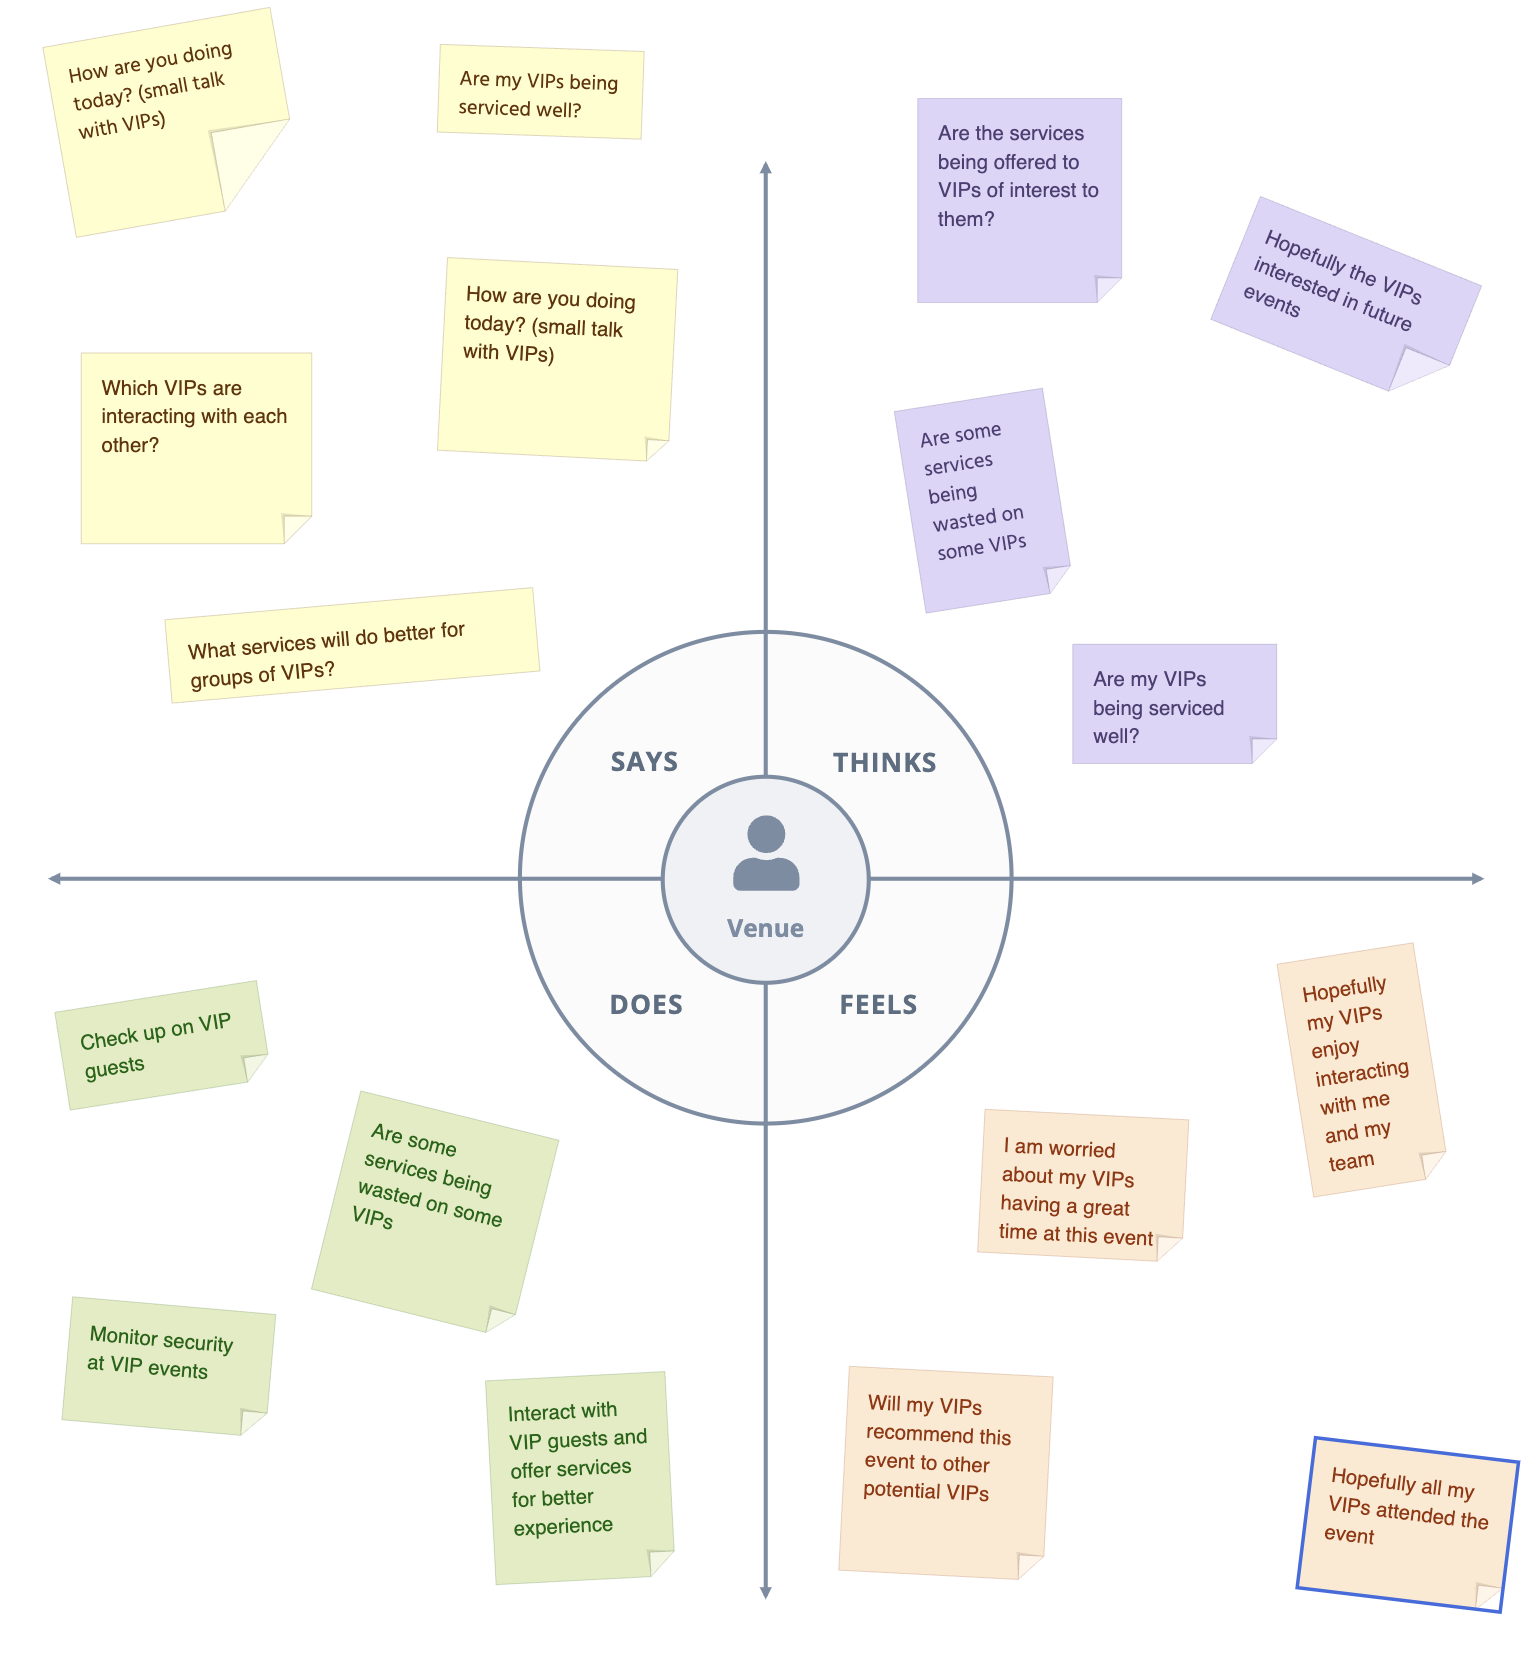 How are you doing
today? (small talk
with VIPs)
Are my VIPs being
serviced well?
Which VIPs are
interacting with each
other?
How are you doing
today? (small talk
with VIPs)
What services will do better for
groups of VIPs?
Are the services
being offered to
VIPs of interest to
them?
Hopefully the VIPs
interested in future
events
Are some
services
being
wasted on
some VIPs
Are my VIPs
being serviced
well?
SAYS
THINKS
Venue
DOES
FEELS
Check up on VIP
guests
Are some
services being
wasted on some
VIPs
Monitor security
at VIP events
Interact with
VIP guests and
offer services
for better
experience
Hopefully
my VIPs
enjoy
interacting
with me
and my
team
I am worried
about my VIPs
having a great
time at this event
Will my VIPs
recommend this
event to other
potential VIPs
Hopefully all my
VIPs attended the
event